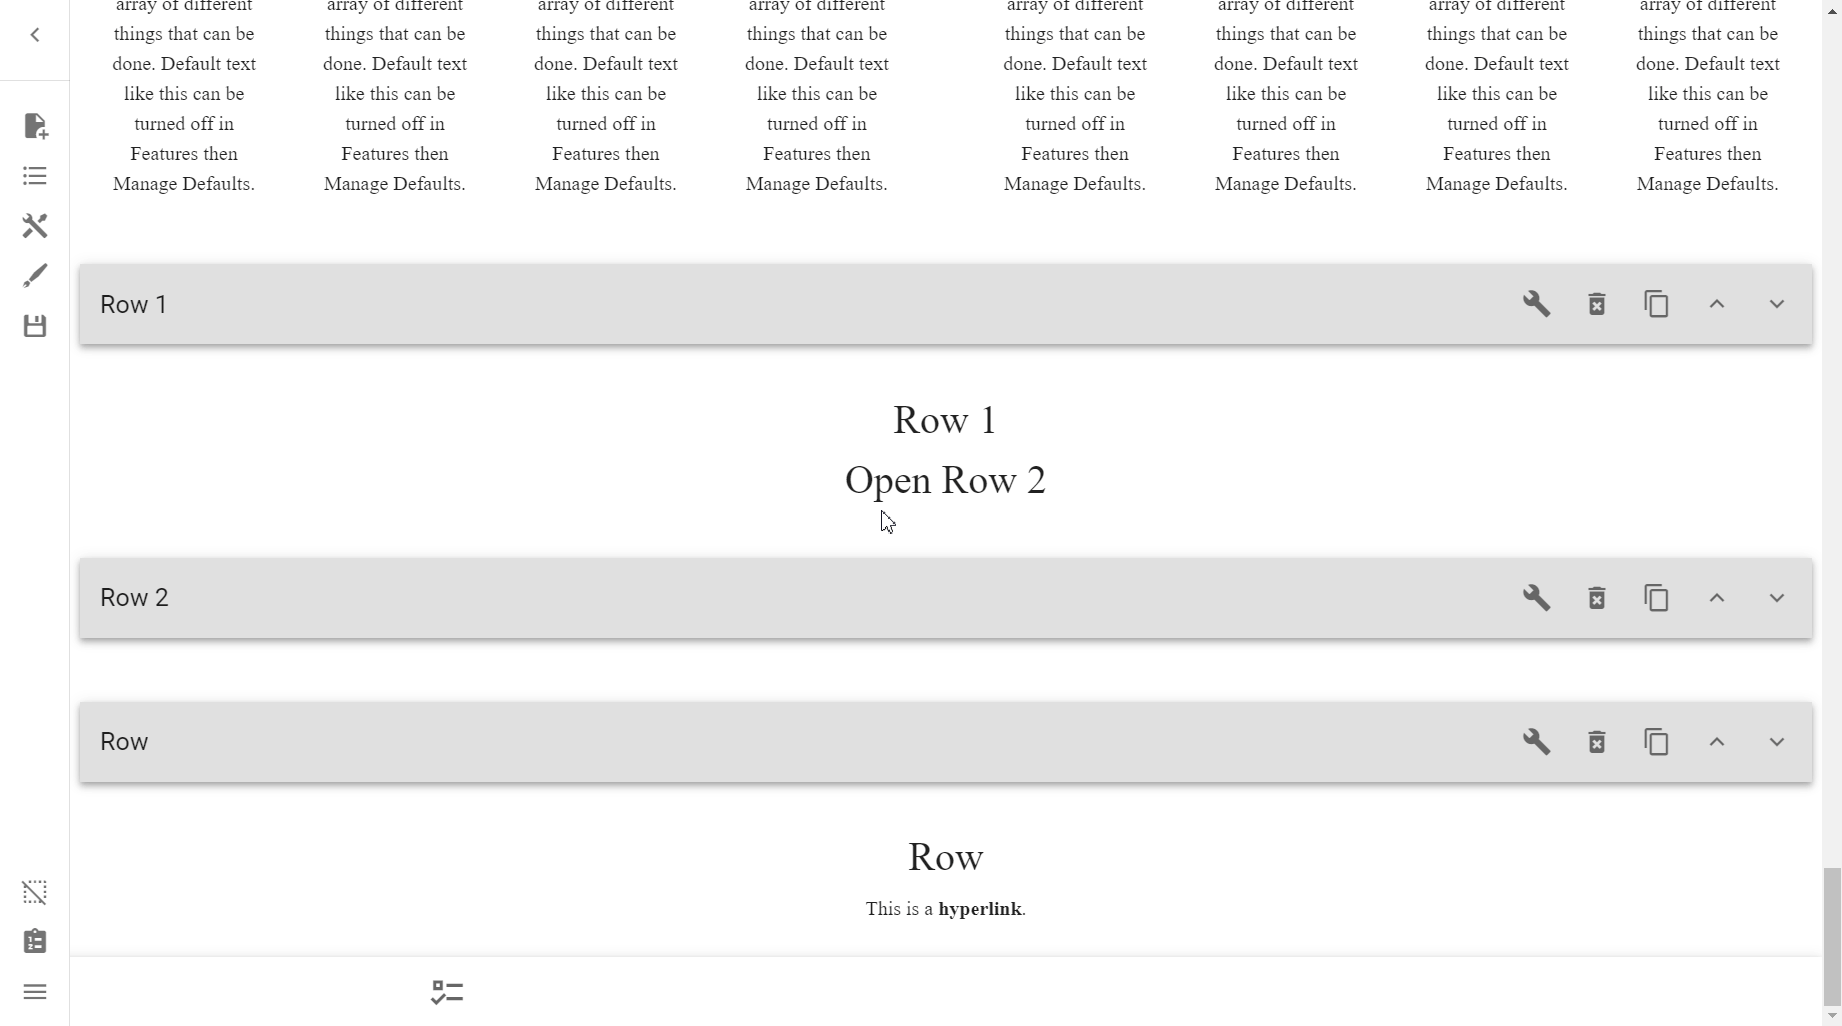 array of different array of different array of different array of different array of different array of different array of different array of different
things that can be things that can be things that can be things that can be things that can be things that can be things that can be things that can be
done. Default text done. Default text done. Default text done. Default text done. Default text done. Default text done. Default text done. Default text
like this can be like this can be like this can be like this can be like this can be like this can be like this can be like this can be
turned off in turned off in turned off in turned off in turned off in turned off in turned off in turned off in
Features then Features then Features then Features then Features then Features then Features then Features then
Manage Defaults. Manage Defaults. Manage Defaults. Manage Defaults. Manage Defaults. Manage Defaults. Manage Defaults. Manage Defaults.
Row 1
Row 1
Open Row 2
Row 2
Row
Row
This is a hyperlink.